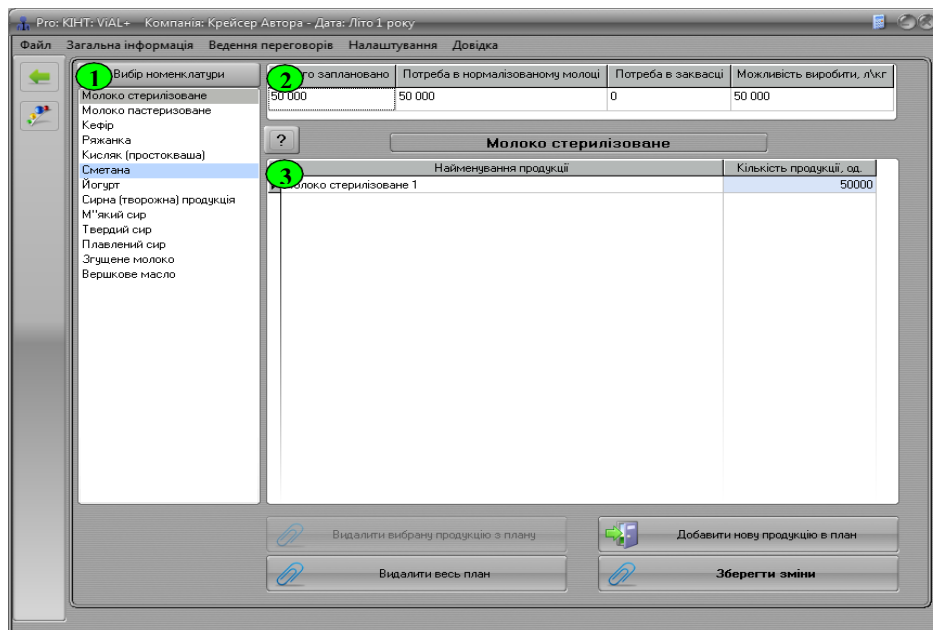 Pro: КІНТ: ViAL+ Компанія: Крейсер Автора - Дата: Літо 1 року
Файл Загальна інформація Ведення переговорів Налаштування Довідка
1 Вибір номенклатури
Молоко стерилізоване
Молоко пастеризоване
Кефір
Ряжанка
Кисляк (простокваша)
Сметана
Йогурт
Сирна (творожна) продукція
М''який сир
Твердий сир
Плавлений сир
Згущене молоко
Вершкове масло
2 заплановано Потреба в нормалізованому молоці Потреба в заквасці Можливість виробити, л\кг
50 000 50 000 0 50 000
?
Молоко стерилізоване
3 Найменування продукції Кількість продукції, од.
стерилізоване 1 50000
Видалити вибрану продукцію з плану Добавити нову продукцію в план
Видалити весь план Зберегти зміни